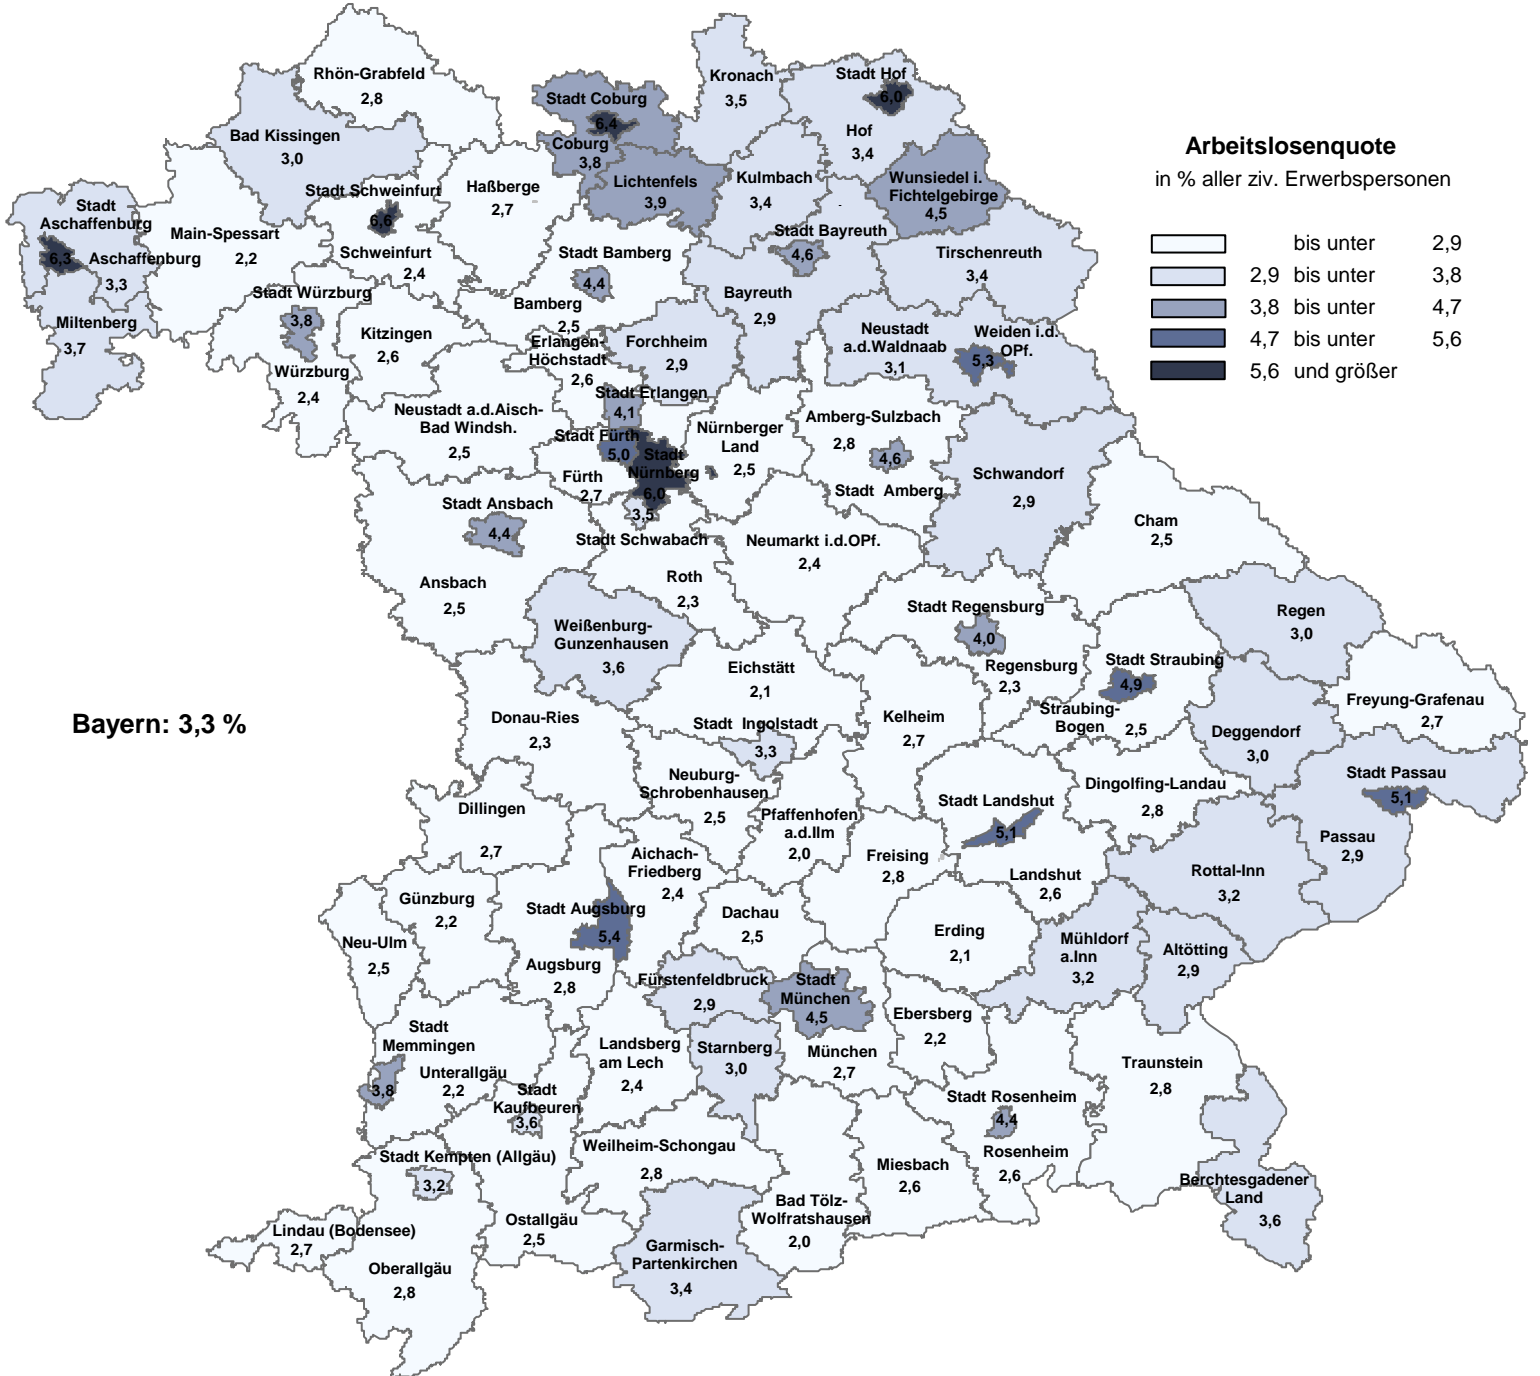 Arbeitslosenquote
in % aller ziv. Erwerbspersonen
bis unter 2,9
2,9 bis unter 3,8
3,8 bis unter 4,7
4,7 bis unter 5,6
5,6 und größer
Bayern: 3,3 %
Rhön-Grabfeld
2,8
Bad Kissingen
3,0
Stadt Coburg
6,4
Coburg
3,8
Kronach
3,5
Stadt Hof
6,0
Hof
3,4
Lichtenfels
3,9
Kulmbach
3,4
Wunsiedel i.
Fichtelgebirge
4,5
Stadt Schweinfurt
6,6
Schweinfurt
2,4
Haßberge
2,7
Stadt
Aschaffenburg
6,3
Aschaffenburg
3,3
Main-Spessart
2,2
Miltenberg
3,7
Stadt Würzburg
3,8
Würzburg
2,4
Kitzingen
2,6
Stadt Bamberg
4,4
Bamberg
2,5
Stadt Bayreuth
4,6
Bayreuth
2,9
Tirschenreuth
3,4
Erlangen-
Höchstadt
2,6
Forchheim
2,9
Neustadt
a.d.Waldnaab
3,1
Weiden i.d.
OPf.
5,3
Stadt Erlangen
4,1
Neustadt a.d.Aisch-
Bad Windsh.
2,5
Stadt Fürth
5,0
Fürth
2,7
Stadt
Nürnberg
6,0
Nürnberger
Land
2,5
Amberg-Sulzbach
2,8
4,6
Stadt Amberg
Schwandorf
2,9
Cham
2,5
Stadt Ansbach
4,4
Ansbach
2,5
3,5
Stadt Schwabach
Roth
2,3
Neumarkt i.d.OPf.
2,4
Weißenburg-
Gunzenhausen
3,6
Stadt Regensburg
4,0
Regensburg
2,3
Regen
3,0
Stadt Straubing
4,9
Straubing-
Bogen
2,5
Freyung-Grafenau
2,7
Deggendorf
3,0
Eichstätt
2,1
Stadt Ingolstadt
3,3
Kelheim
2,7
Donau-Ries
2,3
Neuburg-
Schrobenhausen
2,5
Pfaffenhofen
a.d.Ilm
2,0
Stadt Landshut
5,1
Landshut
2,6
Dingolfing-Landau
2,8
Stadt Passau
5,1
Passau
2,9
Dillingen
2,7
Aichach-
Friedberg
2,4
Freising
2,8
Rottal-Inn
3,2
Günzburg
2,2
Neu-Ulm
2,5
Stadt Augsburg
5,4
Augsburg
2,8
Dachau
2,5
Erding
2,1
Mühldorf
a.Inn
3,2
Altötting
2,9
Fürstenfeldbruck
2,9
Stadt
München
4,5
München
2,7
Ebersberg
2,2
Stadt
Memmingen
3,8
Unterallgäu
2,2
Stadt
Kaufbeuren
3,6
Landsberg
am Lech
2,4
Starnberg
3,0
Traunstein
2,8
Stadt Rosenheim
4,4
Rosenheim
2,6
Stadt Kempten (Allgäu)
3,2
Weilheim-Schongau
2,8
Miesbach
2,6
Bad Tölz-
Wolfratshausen
2,0
Berchtesgadener
Land
3,6
Lindau (Bodensee)
2,7
Ostallgäu
2,5
Oberallgäu
2,8
Garmisch-
Partenkirchen
3,4